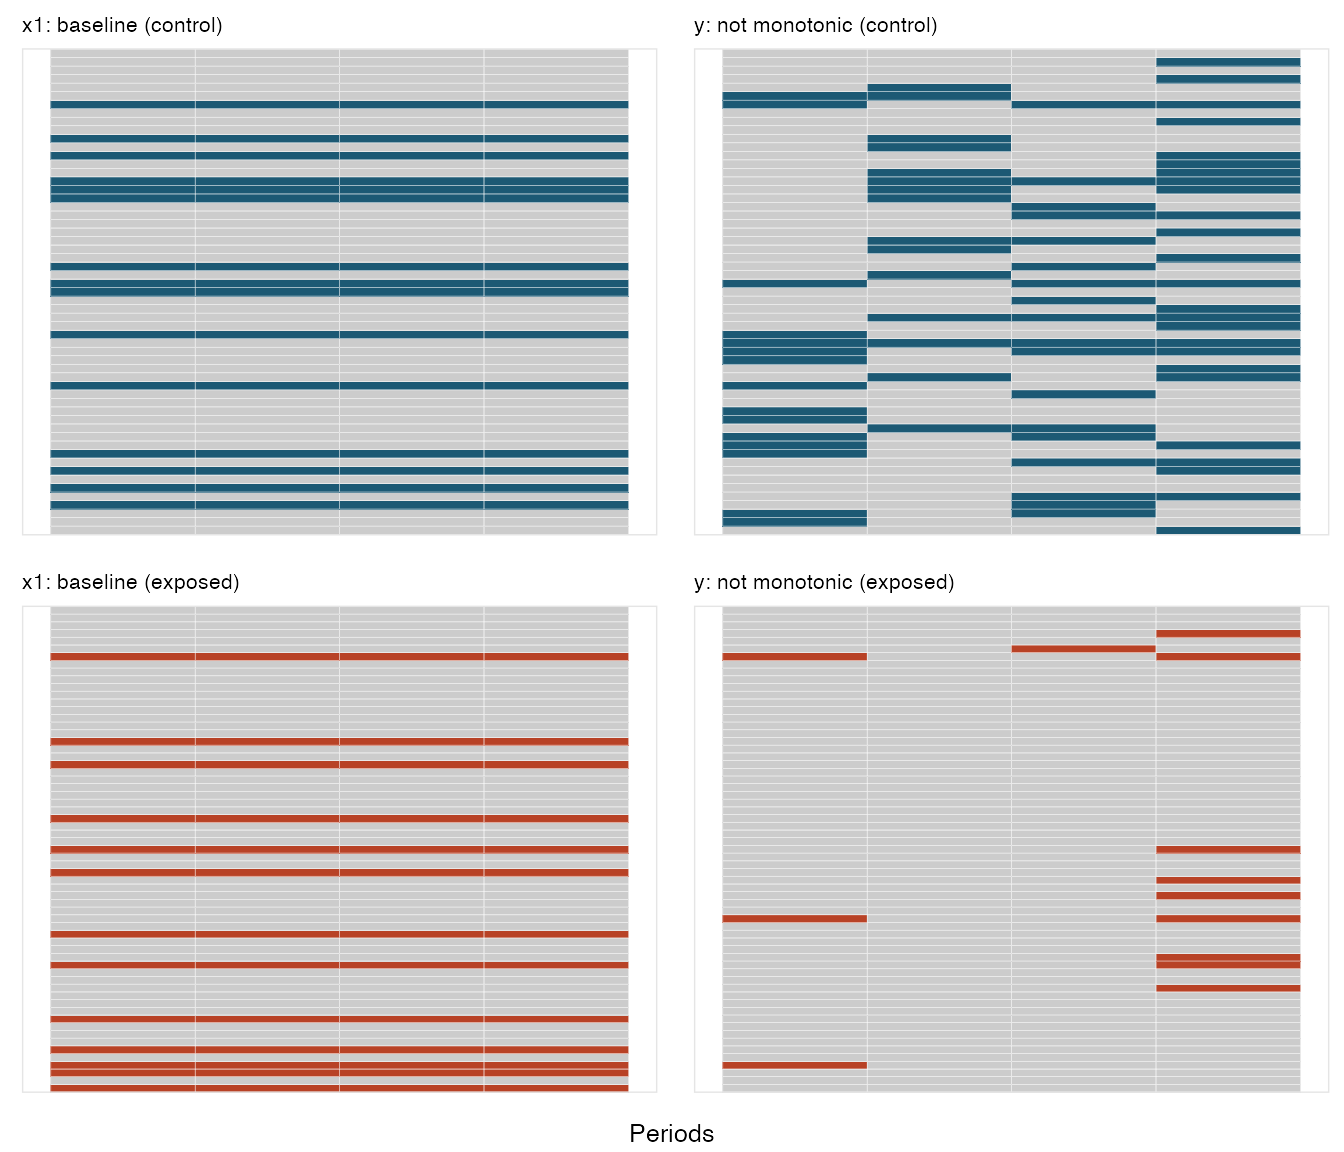 x1: baseline (control)
y: not monotonic (control)
x1: baseline (exposed)
y: not monotonic (exposed)
Periods